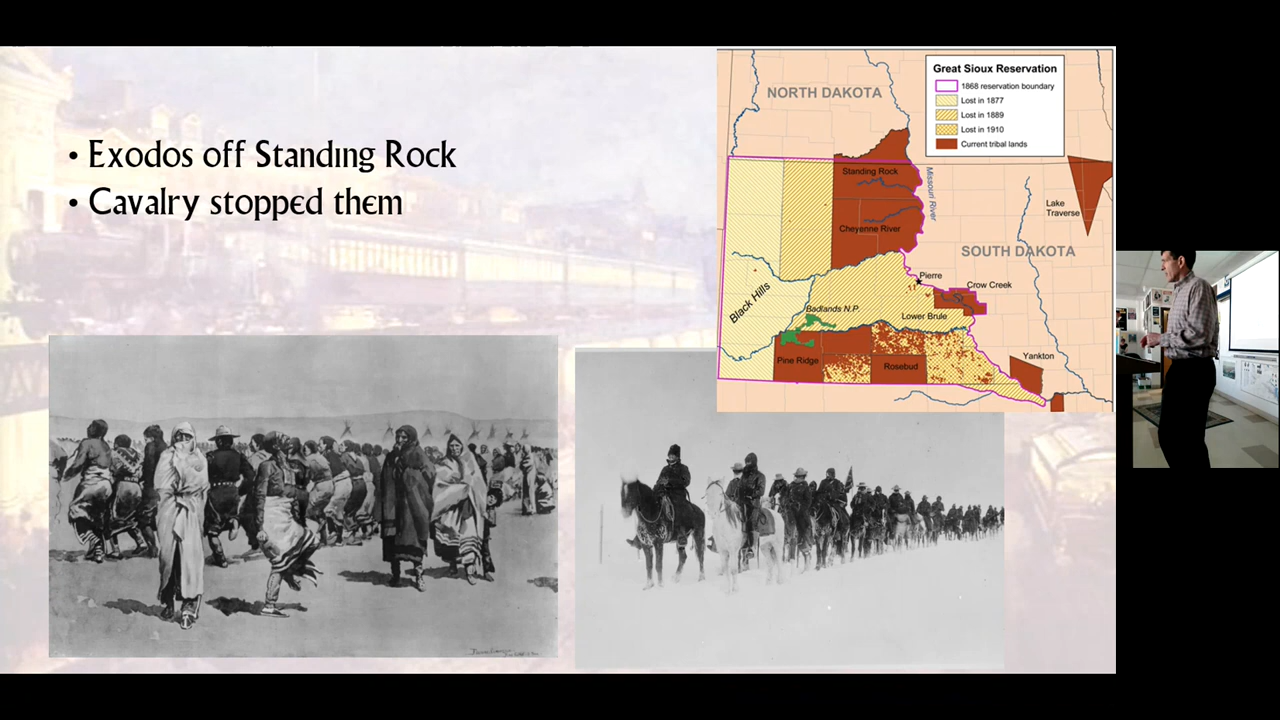 • Exodos off Standing Rock
• Cavalry stopped them
Great Sioux Reservation
1868 reservation boundary
Lost in 1877
Lost in 1889
Lost in 1910
Current tribal lands
NORTH DAKOTA
Standing Rock
Missouri River
Lake
Traverse
Cheyenne River
SOUTH DAKOTA
Pierre
Crow Creek
Black Hills
Badlands N.P.
Lower Brule
Yankton
Pine Ridge
Rosebud